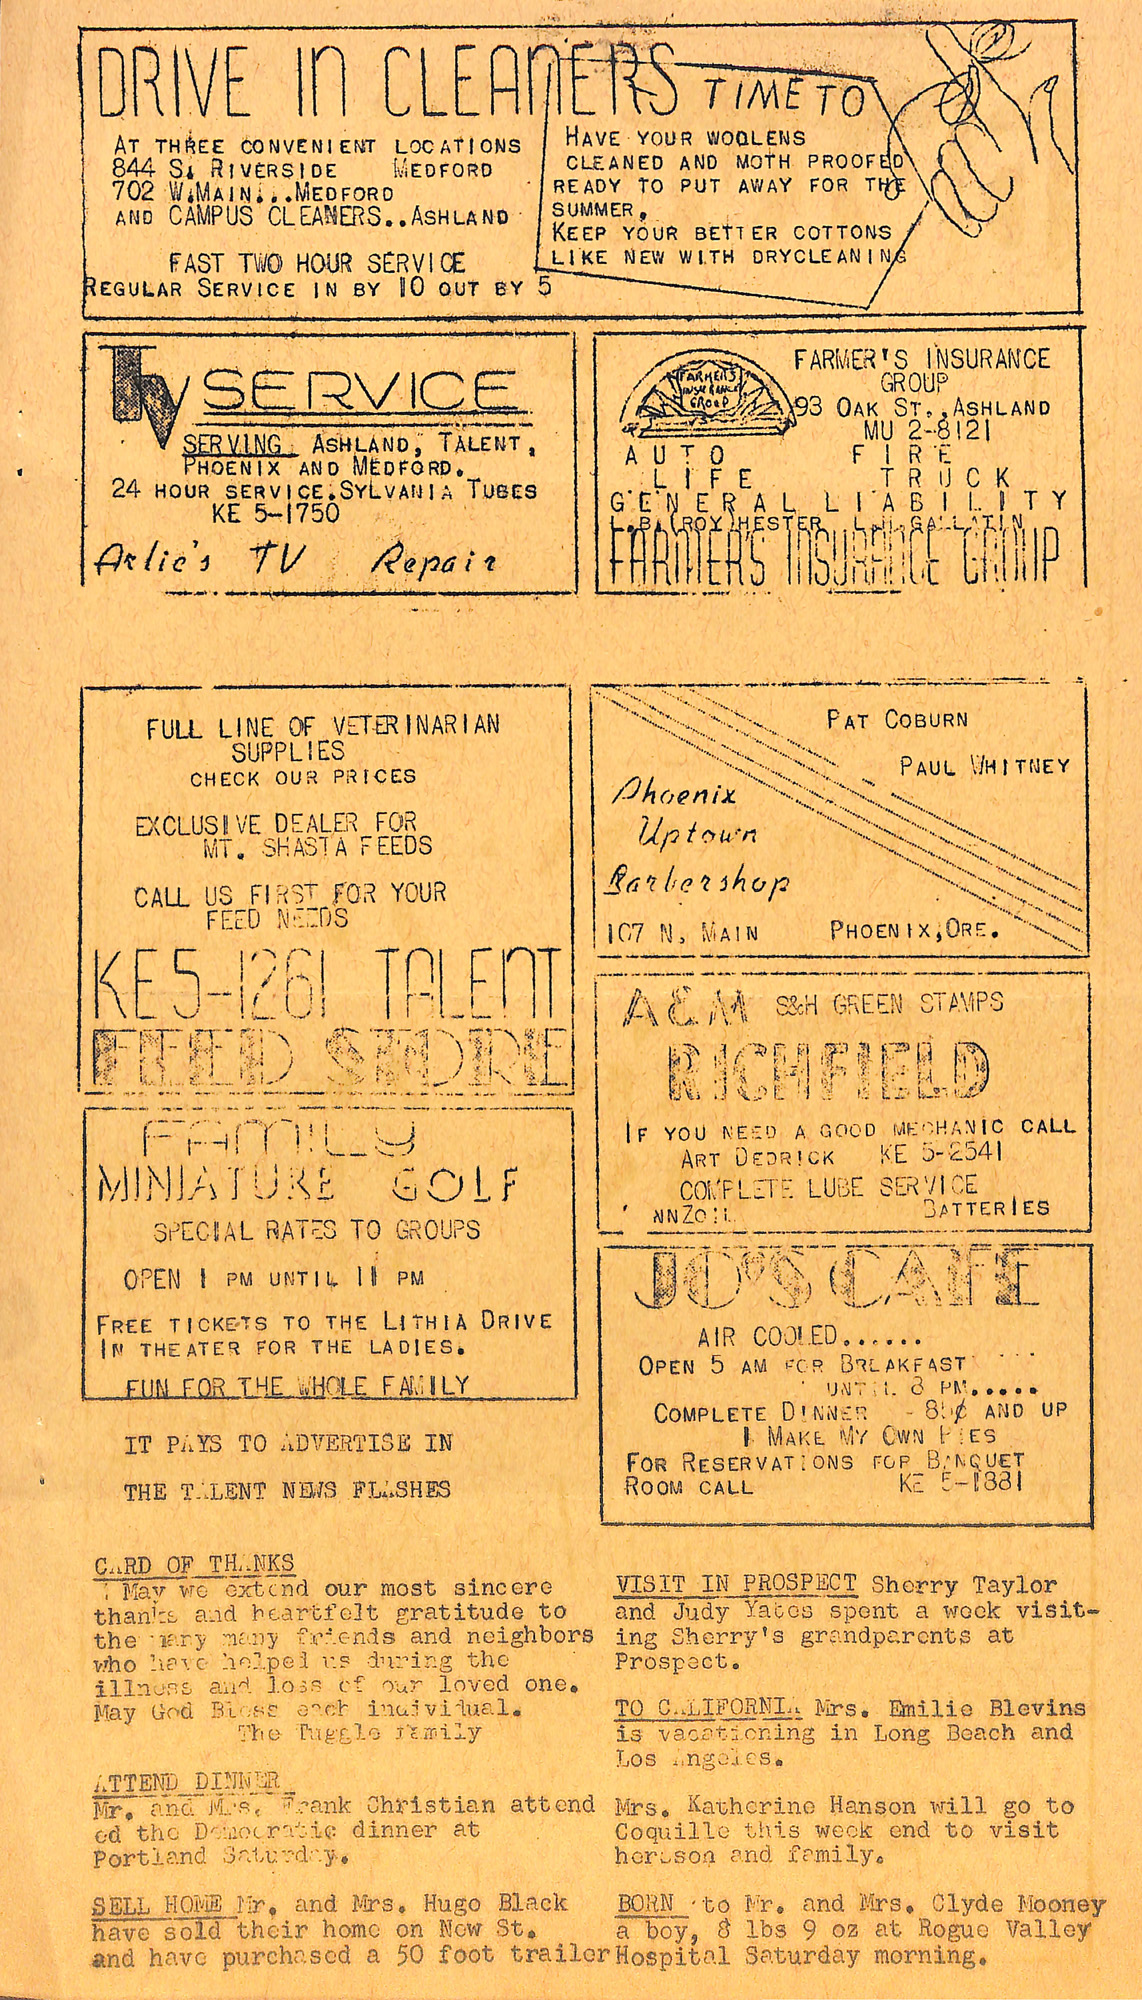 DRIVE IN CLEANERS
AT THREE CONVENIENT LOCATIONS
844 S. RIVERSIDE MEDFORD
702 W.MAIN...MEDFORD
AND CAMPUS CLEANERS..ASHLAND
FAST TWO HOUR SERVICE
REGULAR SERVICE IN BY 10 OUT BY 5
TIME TO
HAVE YOUR WOOLENS
CLEANED AND MOTH PROOFED
READY TO PUT AWAY FOR THE
SUMMER.
KEEP YOUR BETTER COTTONS
LIKE NEW WITH DRYCLEANING
TV SERVICE
SERVING ASHLAND, TALENT,
PHOENIX AND MEDFORD.
24 HOUR SERVICE.SYLVANIA TUBES
KE 5-1750
Arlie's TV Repair
FARMERS
INSURANCE
GROUP
FARMER'S INSURANCE
GROUP
93 OAK ST..ASHLAND
MU 2-8121
AUTO FIRE
LIFE TRUCK
GENERAL LIABILITY
L.B.(ROY)HESTER L.H.GALLATIN
FARMER'S INSURANCE GROUP
FULL LINE OF VETERINARIAN
SUPPLIES
CHECK OUR PRICES
EXCLUSIVE DEALER FOR
MT. SHASTA FEEDS
CALL US FIRST FOR YOUR
FEED NEEDS
KE5-1261 TALENT
FEED STORE
PAT COBURN
PAUL WHITNEY
Phoenix
Uptown
Barbershop
107 N. MAIN PHOENIX,ORE.
A&M S&H GREEN STAMPS
RICHFIELD
IF YOU NEED A GOOD MECHANIC CALL
ART DEDRICK KE 5-2541
COMPLETE LUBE SERVICE
NNZOIL BATTERIES
FAMILY
MINIATURE GOLF
SPECIAL RATES TO GROUPS
OPEN 1 PM UNTIL 11 PM
FREE TICKETS TO THE LITHIA DRIVE
IN THEATER FOR THE LADIES.
FUN FOR THE WHOLE FAMILY
JO'S CAFE
AIR COOLED......
OPEN 5 AM FOR BREAKFAST ...
UNTIL 8 PM.....
COMPLETE DINNER - 85¢ AND UP
I MAKE MY OWN PIES
FOR RESERVATIONS FOR BANQUET
ROOM CALL KE 5-1881
IT PAYS TO ADVERTISE IN
THE TALENT NEWS FLASHES
CARD OF THANKS
May we extend our most sincere
thanks and heartfelt gratitude to
the many many friends and neighbors
who have helped us during the
illness and loss of our loved one.
May God Bless each individual.
The Tuggle family
ATTEND DINNER
Mr. and Mrs. Frank Christian attend
ed the Democratic dinner at
Portland Saturday.
SELL HOME Mr. and Mrs. Hugo Black
have sold their home on New St.
and have purchased a 50 foot trailer
VISIT IN PROSPECT Sherry Taylor
and Judy Yates spent a week visit-
ing Sherry's grandparents at
Prospect.
TO CALIFORNIA Mrs. Emilie Blevins
is vacationing in Long Beach and
Los Angeles.
Mrs. Katherine Hanson will go to
Coquille this week end to visit
her son and family.
BORN to Mr. and Mrs. Clyde Mooney
a boy, 8 lbs 9 oz at Rogue Valley
Hospital Saturday morning.